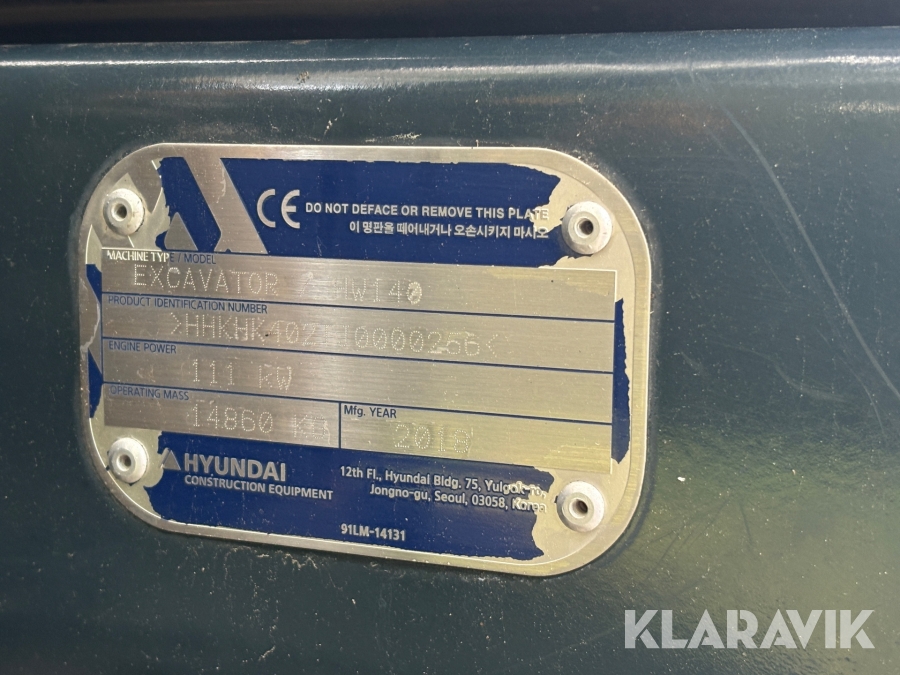 CE DO NOT DEFACE OR REMOVE THIS PLATE
이 명판을 떼어내거나 오손시키지 마시오
MACHINE TYPE / MODEL
EXCAVATOR HW140
PRODUCT IDENTIFICATION NUMBER
ENGINE POWER
111 KW
OPERATING MASS
14860 Kg
Mfg. YEAR
2018
HYUNDAI
CONSTRUCTION EQUIPMENT
12th Fl., Hyundai Bldg. 75,
Jongno-gu, Seoul, 03058, Korea
91LM-14131
KLARAVIK